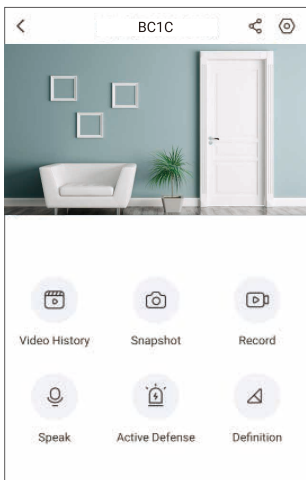 BC1C
Video History
Snapshot
Record
Speak
Active Defense
Definition